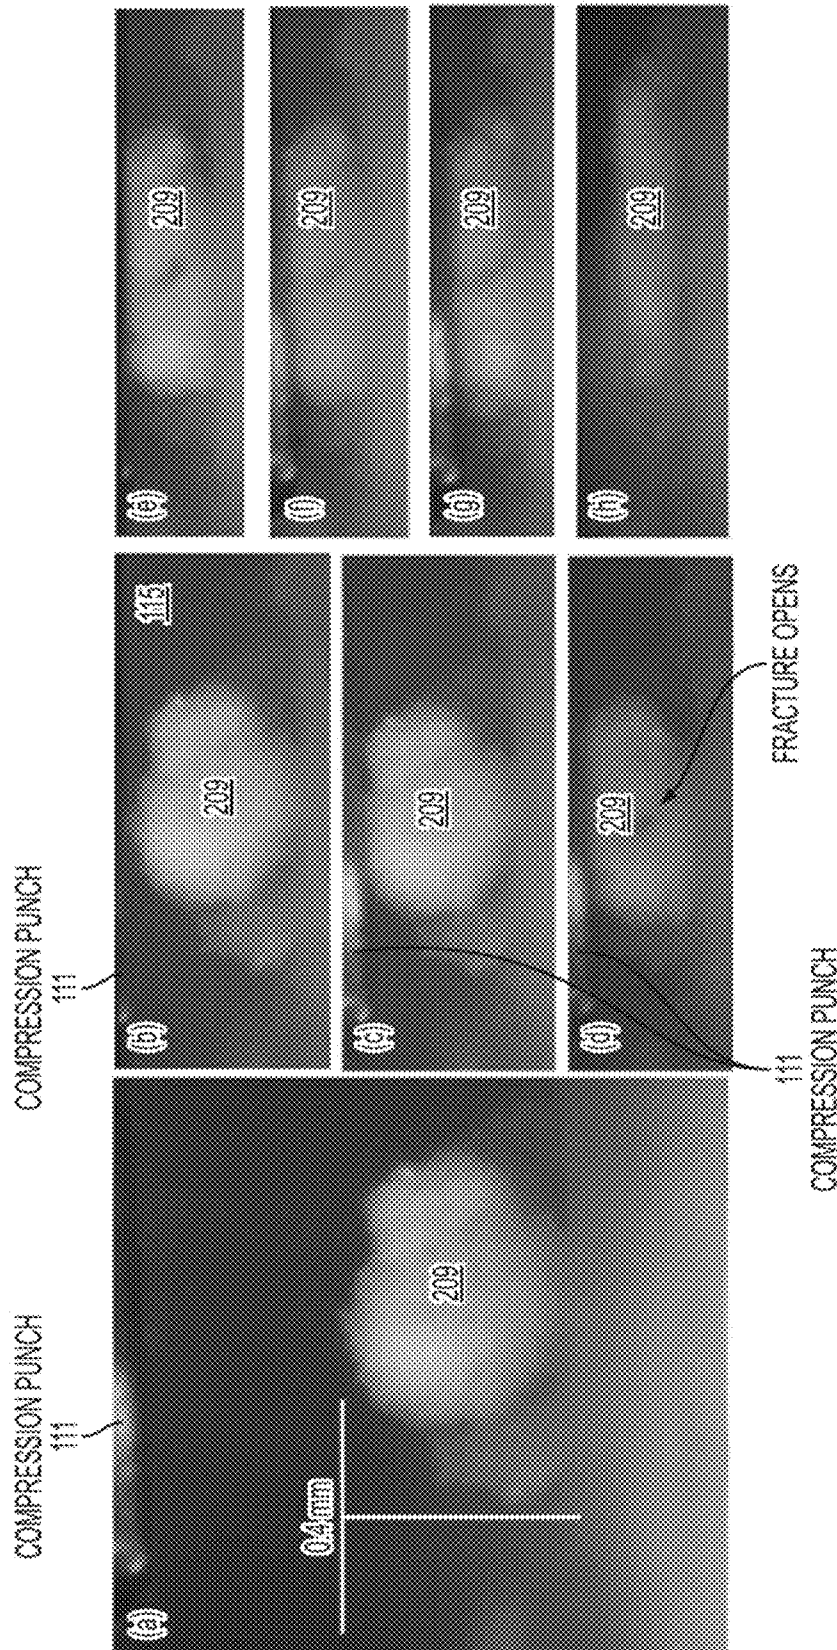 COMPRESSION PUNCH
111
COMPRESSION PUNCH
111
(a)
0.4mm
209
(b)
115
209
(c)
209
(d)
209
111
COMPRESSION PUNCH
FRACTURE OPENS
(e)
209
(f)
209
(g)
209
(h)
209